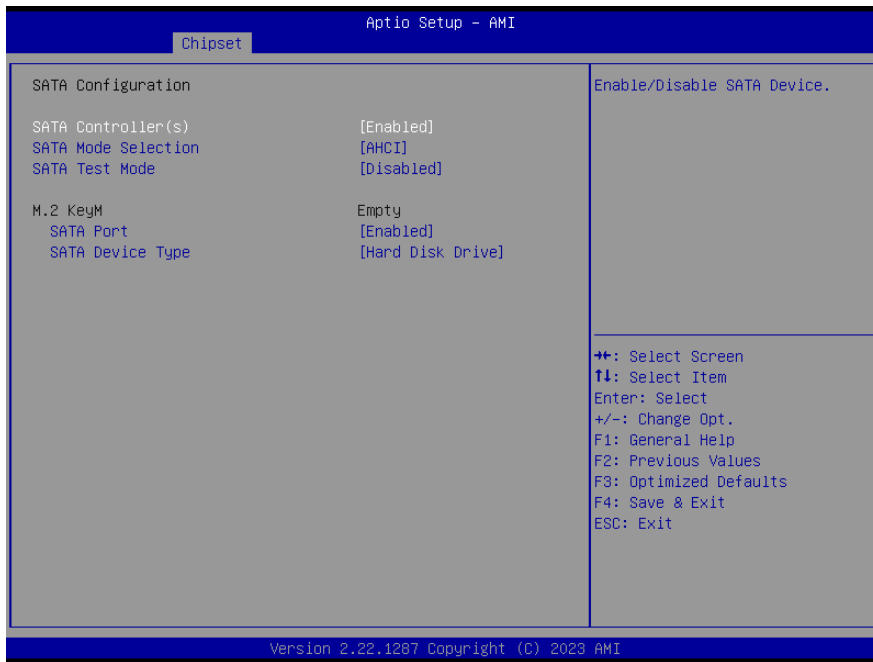 Aptio Setup – AMI
Chipset
SATA Configuration
SATA Controller(s) [Enabled]
SATA Mode Selection [AHCI]
SATA Test Mode [Disabled]
M.2 KeyM Empty
SATA Port [Enabled]
SATA Device Type [Hard Disk Drive]
Enable/Disable SATA Device.
→←: Select Screen
↑↓: Select Item
Enter: Select
+/-: Change Opt.
F1: General Help
F2: Previous Values
F3: Optimized Defaults
F4: Save & Exit
ESC: Exit
Version 2.22.1287 Copyright (C) 2023 AMI